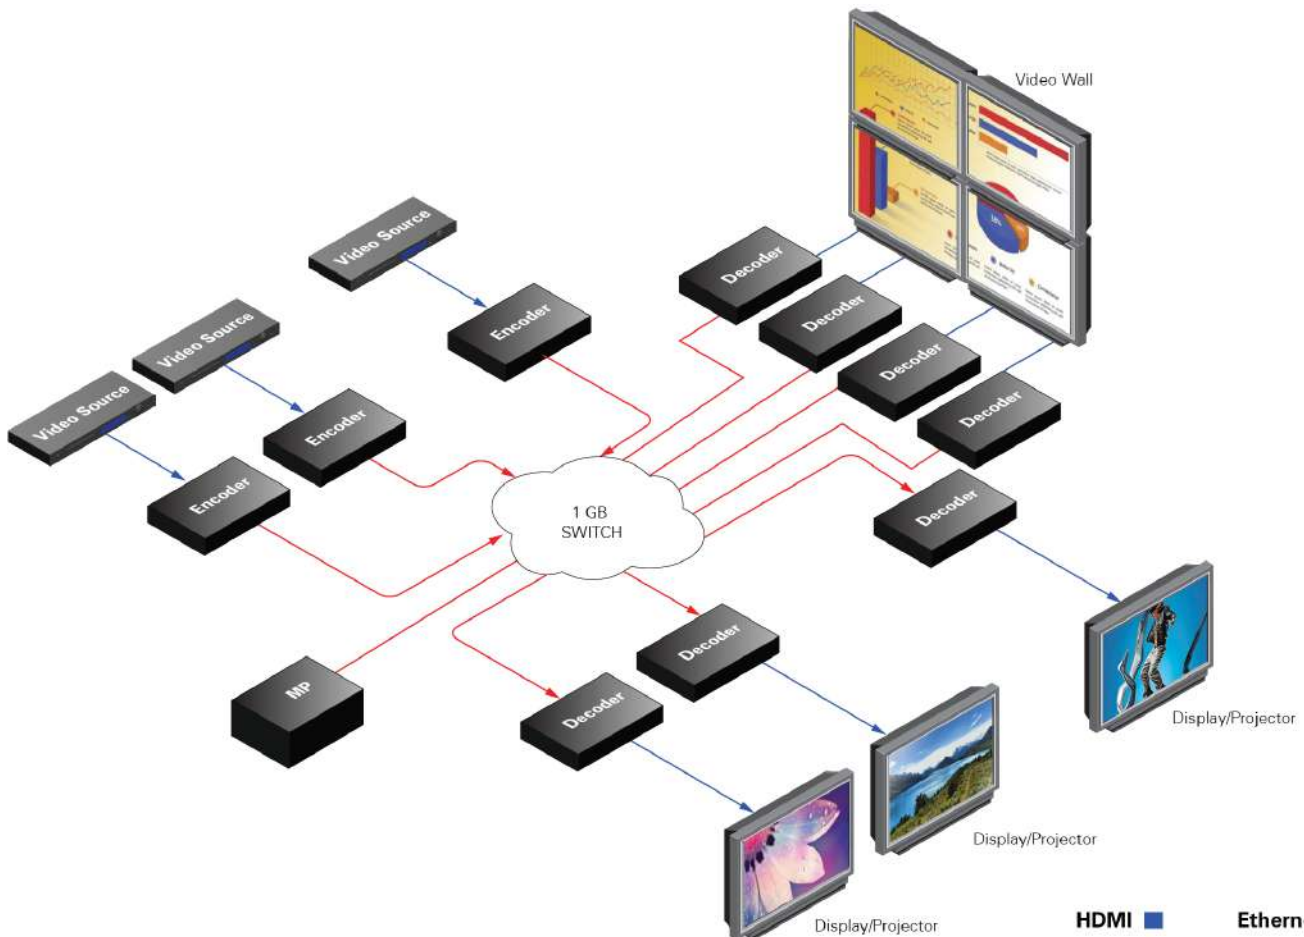 Video Wall
Video Source
Decoder
Decoder
Encoder
Video Source
Decoder
Video Source
Encoder
Decoder
Encoder
Decoder
1 GB
SWITCH
Decoder
MP
Decoder
Display/Projector
Display/Projector
Display/Projector
HDMI